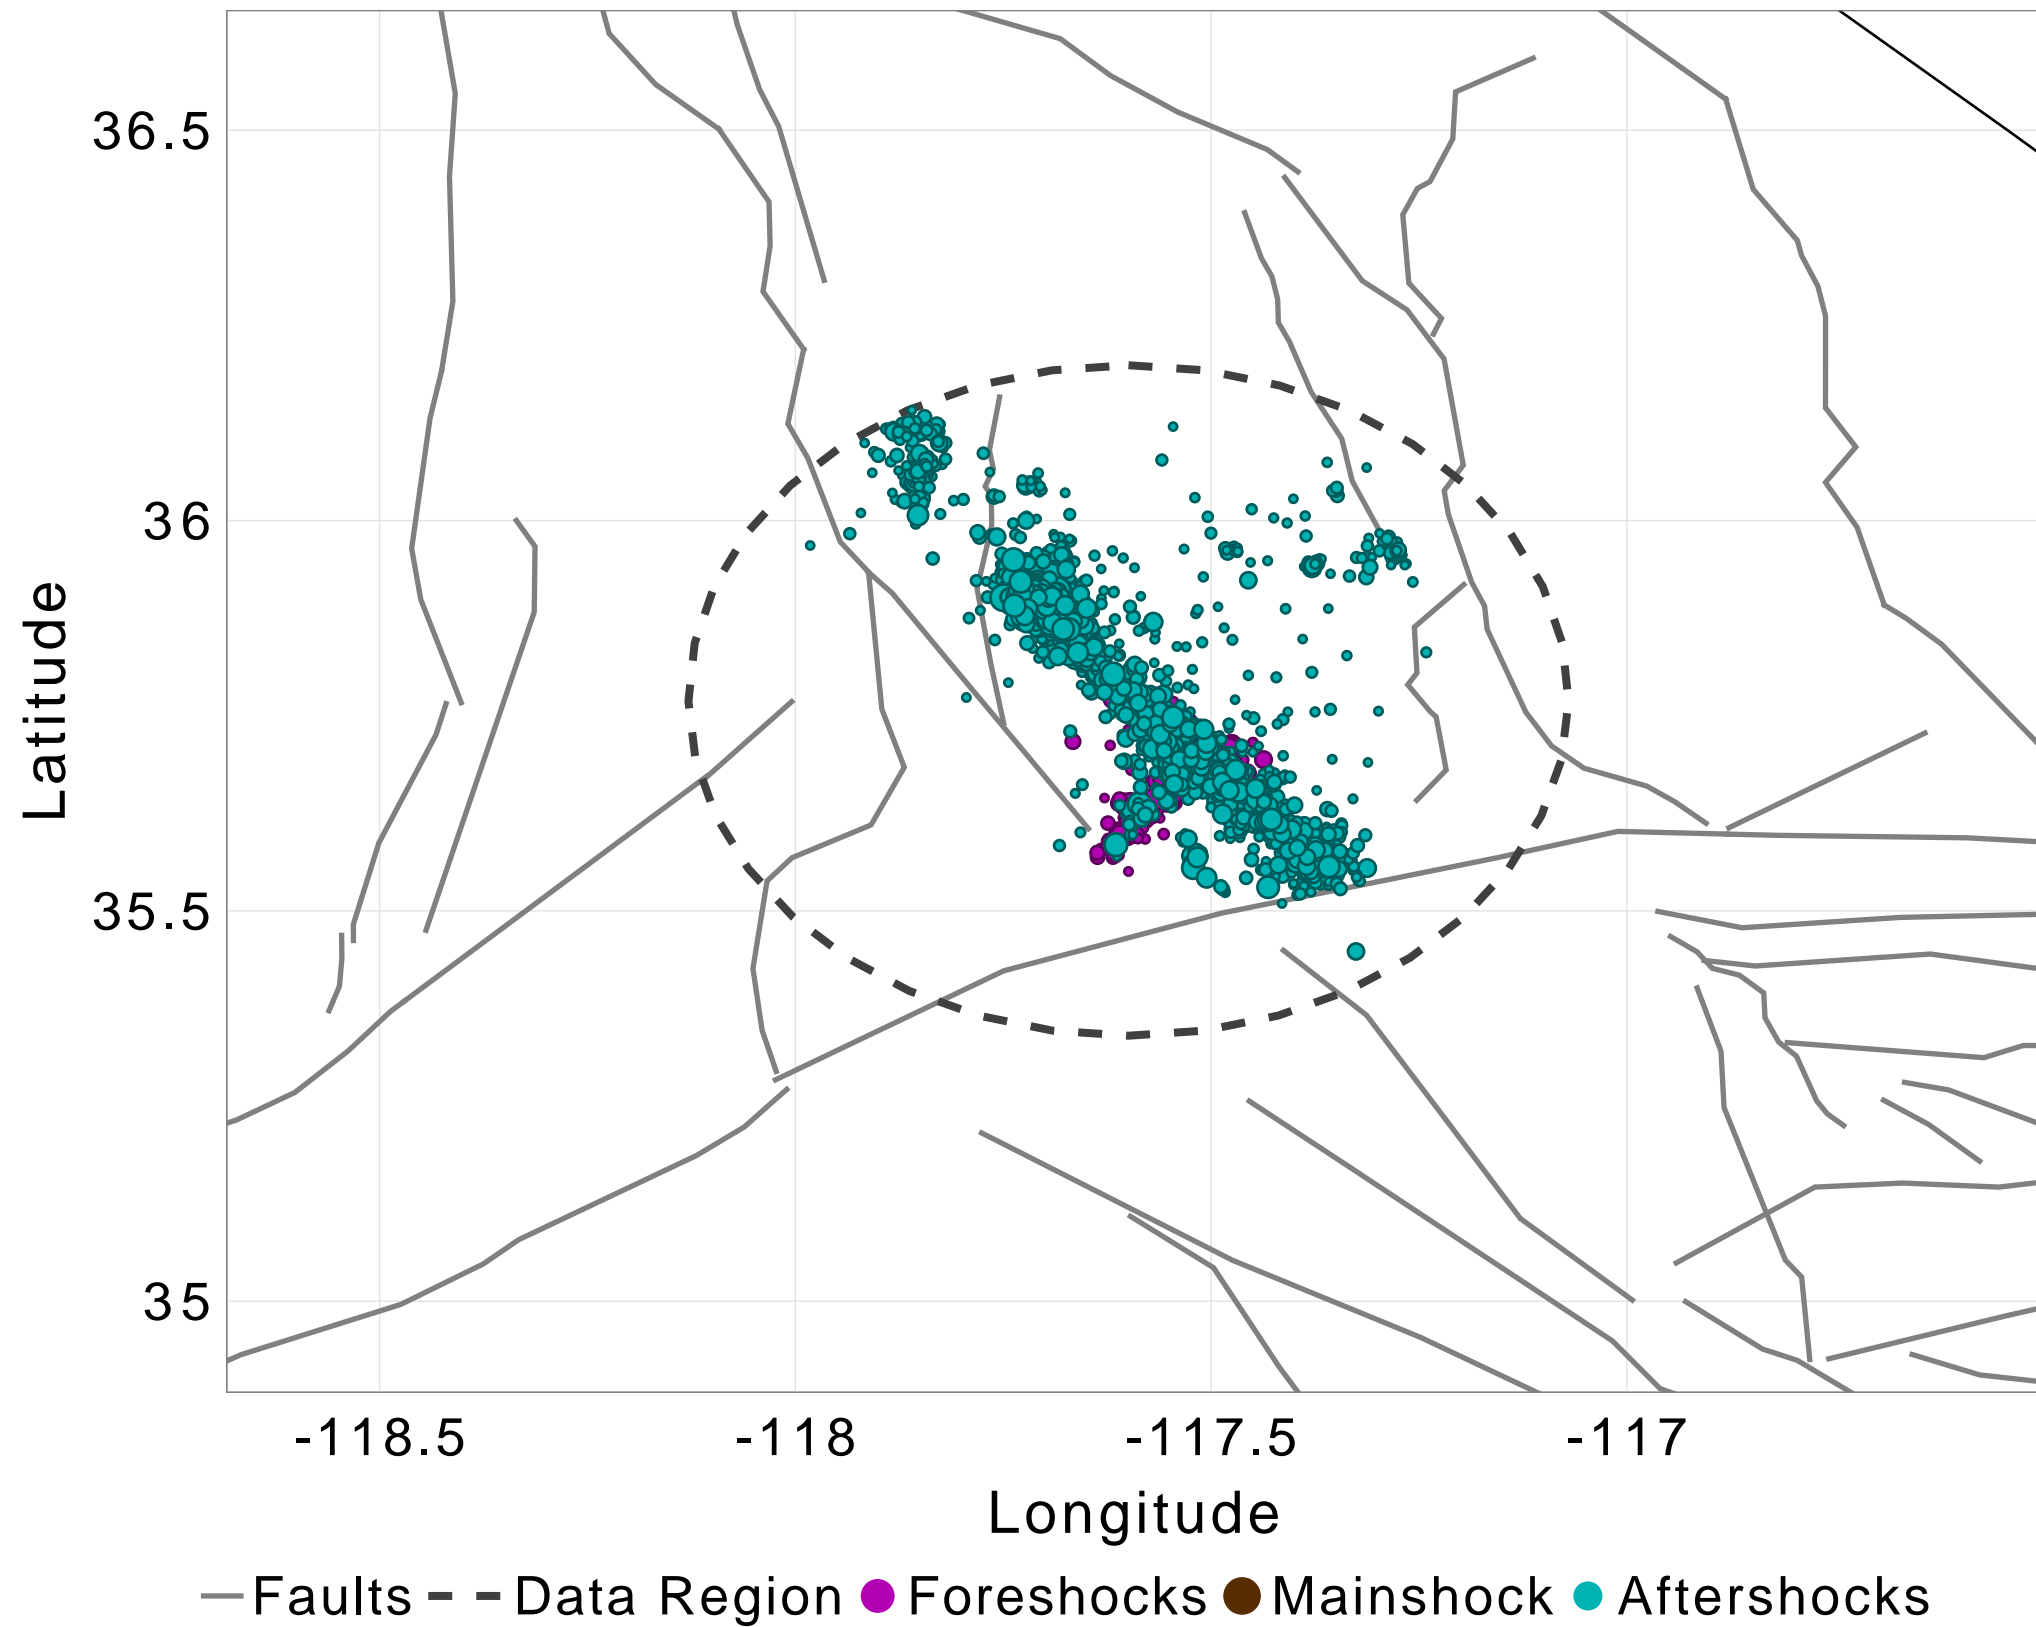 36.5
36
35.5
35
Latitude
-118.5
-118
-117.5
-117
Longitude
Faults
Data Region
Foreshocks
Mainshock
Aftershocks